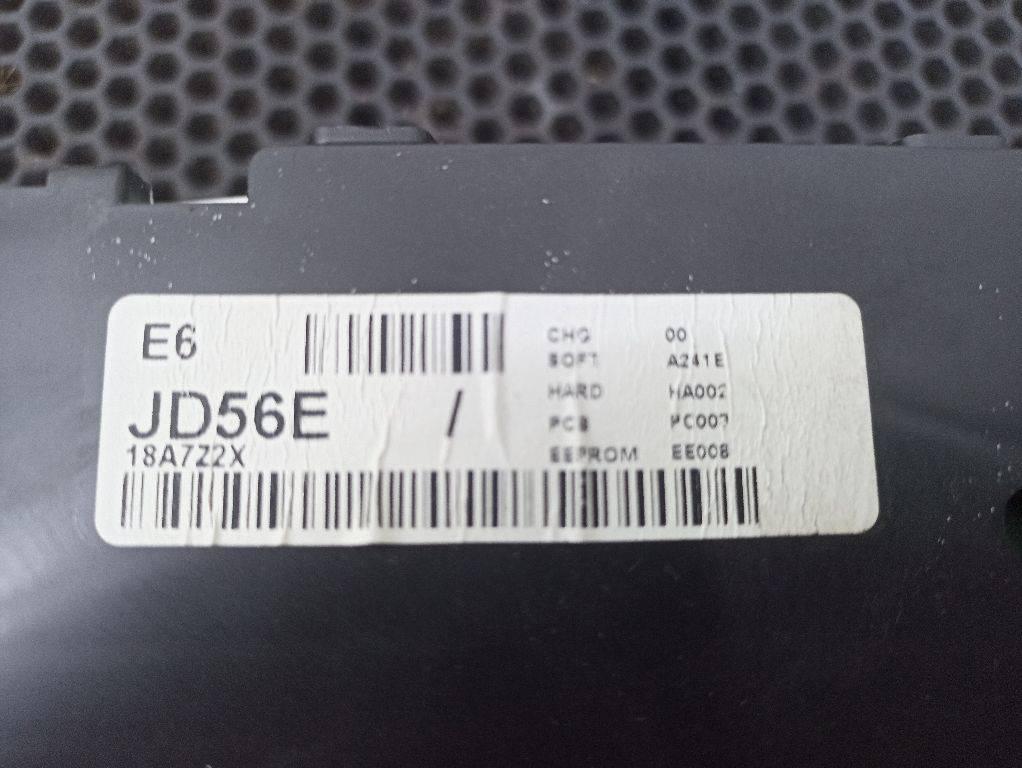 E6
CHG 00
SOFT A241E
JD56E /
HARD HA002
PCB PC007
18A7Z2X
EEPROM EE008